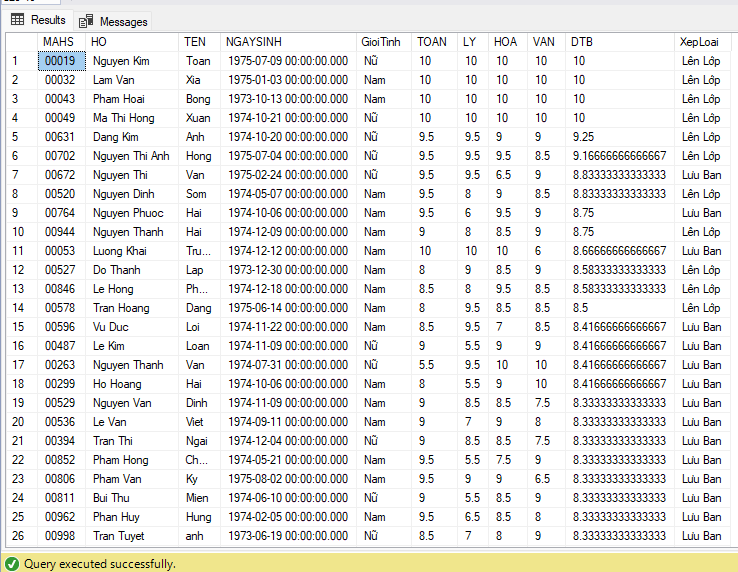 Results Messages
MAHS HO TEN NGAYSINH GioiTinh TOAN LY HOA VAN DTB XepLoai
1 00019 Nguyen Kim Toan 1975-07-09 00:00:00.000 Nữ 10 10 10 10 10 Lên Lớp
2 00032 Lam Van Xia 1975-01-03 00:00:00.000 Nam 10 10 10 10 10 Lên Lớp
3 00043 Pham Hoai Bong 1973-10-13 00:00:00.000 Nam 10 10 10 10 10 Lên Lớp
4 00049 Ma Thi Hong Xuan 1974-10-21 00:00:00.000 Nữ 10 10 10 10 10 Lên Lớp
5 00631 Dang Kim Anh 1974-10-20 00:00:00.000 Nữ 9.5 9.5 9 9 9.25 Lên Lớp
6 00702 Nguyen Thi Anh Hong 1975-07-04 00:00:00.000 Nữ 9.5 9.5 9.5 8.5 9.16666666666667 Lên Lớp
7 00672 Nguyen Thi Van 1975-02-24 00:00:00.000 Nữ 9.5 9.5 6.5 9 8.83333333333333 Lưu Ban
8 00520 Nguyen Dinh Som 1974-05-07 00:00:00.000 Nam 9.5 8 9 8.5 8.83333333333333 Lên Lớp
9 00764 Nguyen Phuoc Hai 1974-10-06 00:00:00.000 Nam 9.5 6 9.5 9 8.75 Lưu Ban
10 00944 Nguyen Thanh Hai 1974-12-09 00:00:00.000 Nam 9 8 8.5 9 8.75 Lên Lớp
11 00053 Luong Khai Tru... 1974-12-12 00:00:00.000 Nam 10 10 10 6 8.66666666666667 Lưu Ban
12 00527 Do Thanh Lap 1973-12-30 00:00:00.000 Nam 8 9 8.5 9 8.58333333333333 Lên Lớp
13 00846 Le Hong Ph... 1974-12-18 00:00:00.000 Nam 8.5 8 9.5 8.5 8.58333333333333 Lên Lớp
14 00578 Tran Hoang Dang 1975-06-14 00:00:00.000 Nam 8 9.5 8.5 8.5 8.5 Lên Lớp
15 00596 Vu Duc Loi 1974-11-22 00:00:00.000 Nam 8.5 9.5 7 8.5 8.41666666666667 Lưu Ban
16 00487 Le Kim Loan 1974-11-09 00:00:00.000 Nữ 9 5.5 9 9 8.41666666666667 Lưu Ban
17 00263 Nguyen Thanh Van 1974-07-31 00:00:00.000 Nữ 5.5 9.5 10 10 8.41666666666667 Lưu Ban
18 00299 Ho Hoang Hai 1974-10-06 00:00:00.000 Nam 8 5.5 9 10 8.41666666666667 Lưu Ban
19 00529 Nguyen Van Dinh 1974-11-09 00:00:00.000 Nam 9 8.5 8.5 7.5 8.33333333333333 Lưu Ban
20 00536 Le Van Viet 1974-09-11 00:00:00.000 Nam 9 7 9 8 8.33333333333333 Lưu Ban
21 00394 Tran Thi Ngai 1974-12-04 00:00:00.000 Nữ 9 8.5 8.5 7.5 8.33333333333333 Lưu Ban
22 00852 Pham Hong Ch... 1974-05-21 00:00:00.000 Nam 9.5 5.5 7.5 9 8.33333333333333 Lưu Ban
23 00806 Pham Van Ky 1975-08-02 00:00:00.000 Nam 9.5 9 9 6.5 8.33333333333333 Lưu Ban
24 00811 Bui Thu Mien 1974-06-10 00:00:00.000 Nữ 9 5.5 8.5 9 8.33333333333333 Lưu Ban
25 00962 Phan Huy Hung 1974-02-05 00:00:00.000 Nam 9.5 6.5 8.5 8 8.33333333333333 Lưu Ban
26 00998 Tran Tuyet anh 1973-06-19 00:00:00.000 Nữ 8.5 7 8 9 8.33333333333333 Lưu Ban
Query executed successfully.